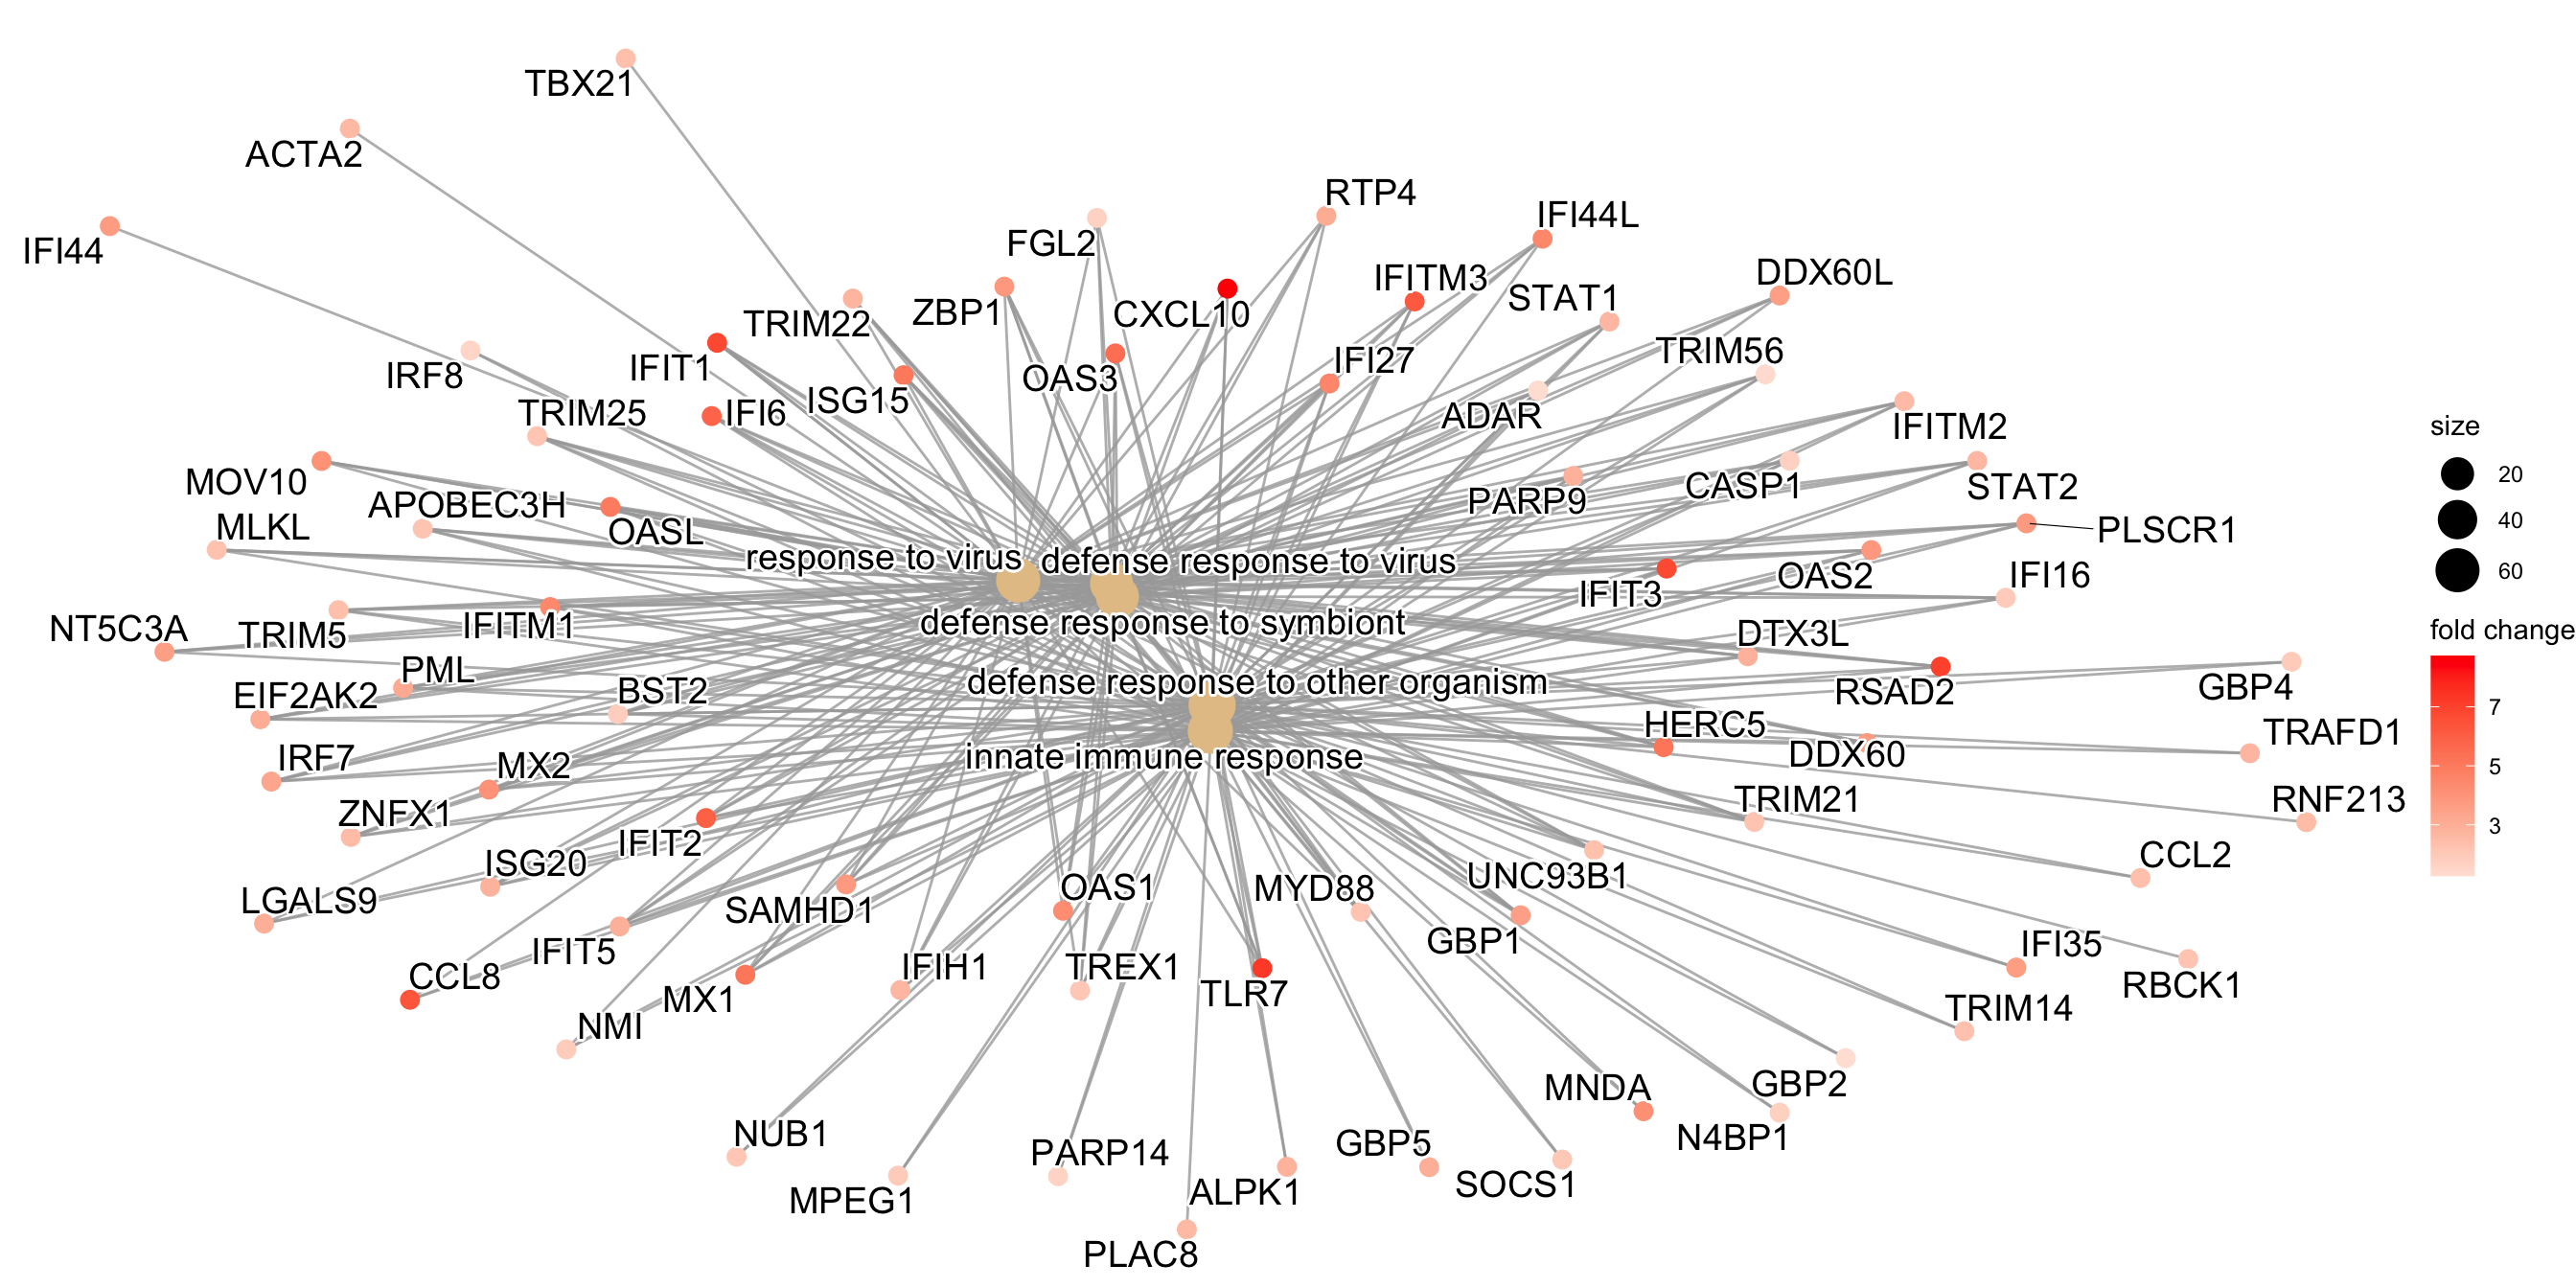 TBX21
ACTA2
IFI44
RTP4
IFI44L
FGL2
IFITM3
DDX60L
STAT1
CXCL10
ZBP1
TRIM22
IFIT1
IRF8
OAS3
IFI27
TRIM56
ISG15
IFI6
TRIM25
ADAR
IFITM2
MOV10
APOBEC3H
MLKL
OASL
PARP9
CASP1
STAT2
PLSCR1
response to virus
defense response to virus
IFIT3
OAS2
IFI16
NT5C3A
TRIM5
IFITM1
defense response to symbiont
DTX3L
PML
EIF2AK2
BST2
defense response to other organism
RSAD2
GBP4
HERC5
DDX60
TRAFD1
IRF7
MX2
innate immune response
ZNFX1
IFIT2
TRIM21
RNF213
ISG20
LGALS9
SAMHD1
OAS1
MYD88
UNC93B1
CCL2
IFIT5
GBP1
IFI35
CCL8
MX1
IFIH1
TREX1
TLR7
RBCK1
TRIM14
NMI
MNDA
GBP2
NUB1
PARP14
GBP5
N4BP1
MPEG1
ALPK1
SOCS1
PLAC8
size
20
40
60
fold change
7
5
3